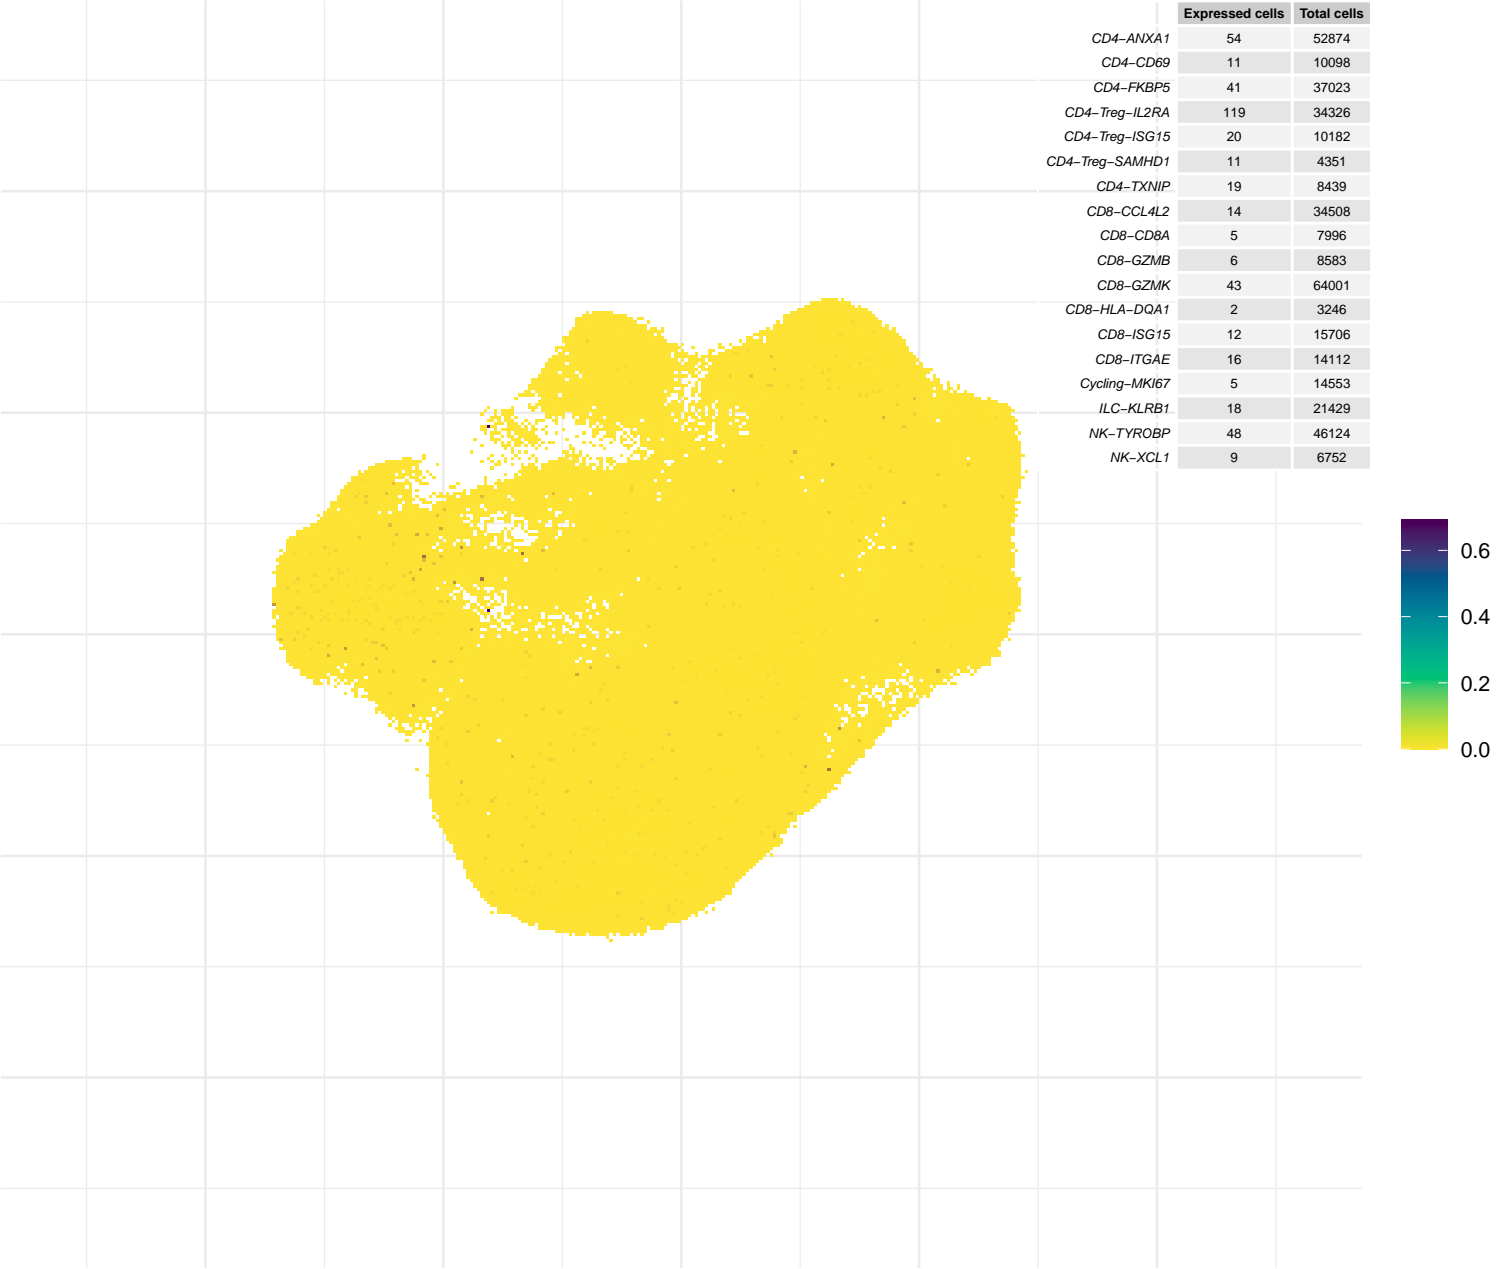 Expressed cells Total cells
CD4−ANXA1 54 52874
CD4−CD69 11 10098
CD4−FKBP5 41 37023
CD4−Treg−IL2RA 119 34326
CD4−Treg−ISG15 20 10182
CD4−Treg−SAMHD1 11 4351
CD4−TXNIP 19 8439
CD8−CCL4L2 14 34508
CD8−CD8A 5 7996
CD8−GZMB 6 8583
CD8−GZMK 43 64001
CD8−HLA−DQA1 2 3246
CD8−ISG15 12 15706
CD8−ITGAE 16 14112
Cycling−MKI67 5 14553
ILC−KLRB1 18 21429
NK−TYROBP 48 46124
NK−XCL1 9 6752
0.6
0.4
0.2
0.0